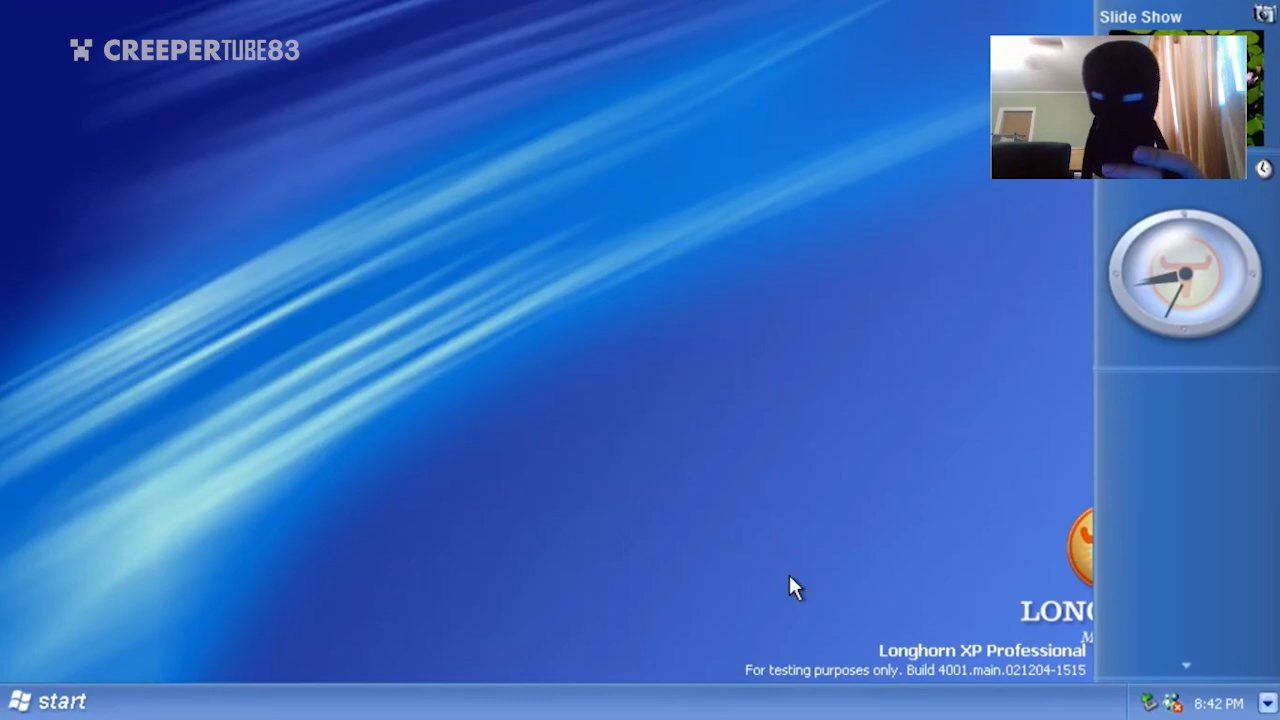 Slide Show
CREEPERTUBE83
LONG
M
Longhorn XP Professional
For testing purposes only. Build 4001.main.021204-1515
start
8:42 PM